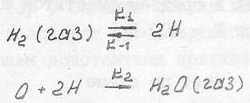 H₂ (газ) ⇄ 2H K₁ K₋₁
O + 2H →K₂ H₂O (газ)